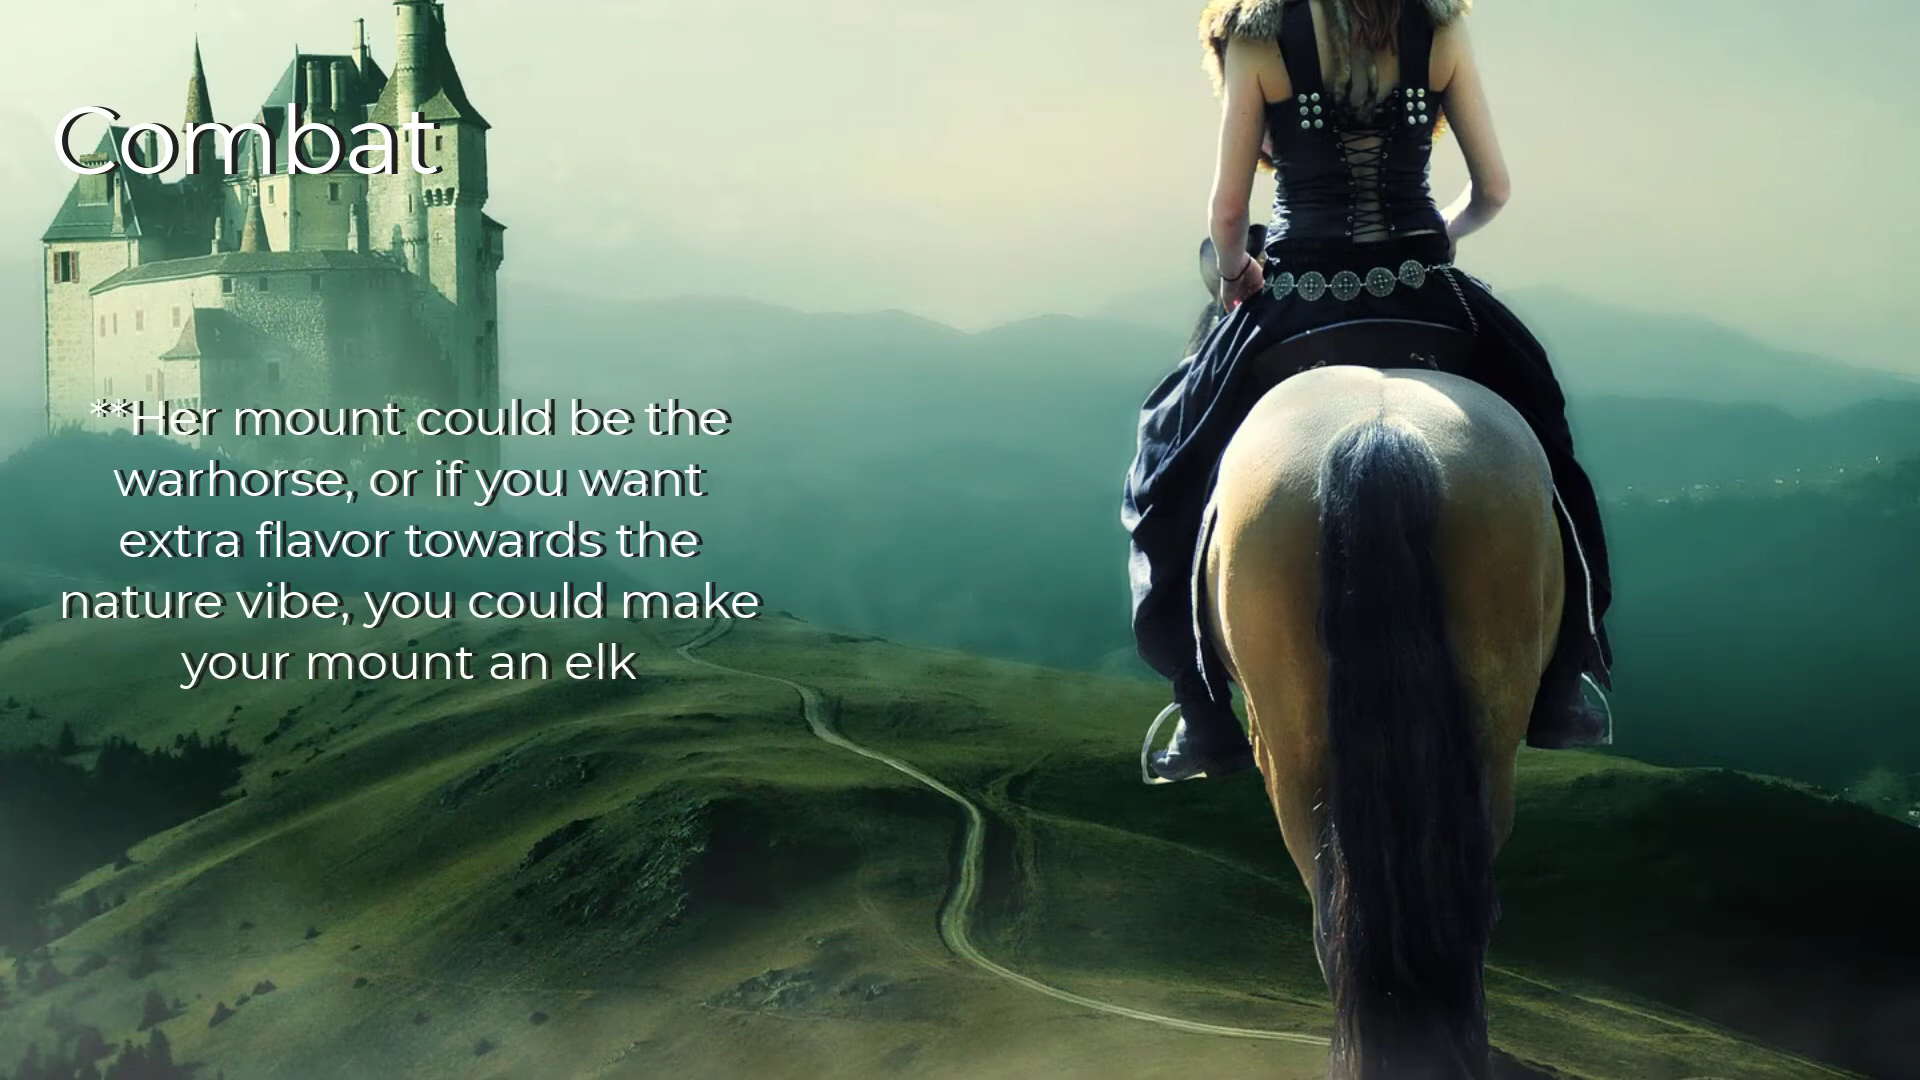 Combat
**Her mount could be the
warhorse, or if you want
extra flavor towards the
nature vibe, you could make
your mount an elk